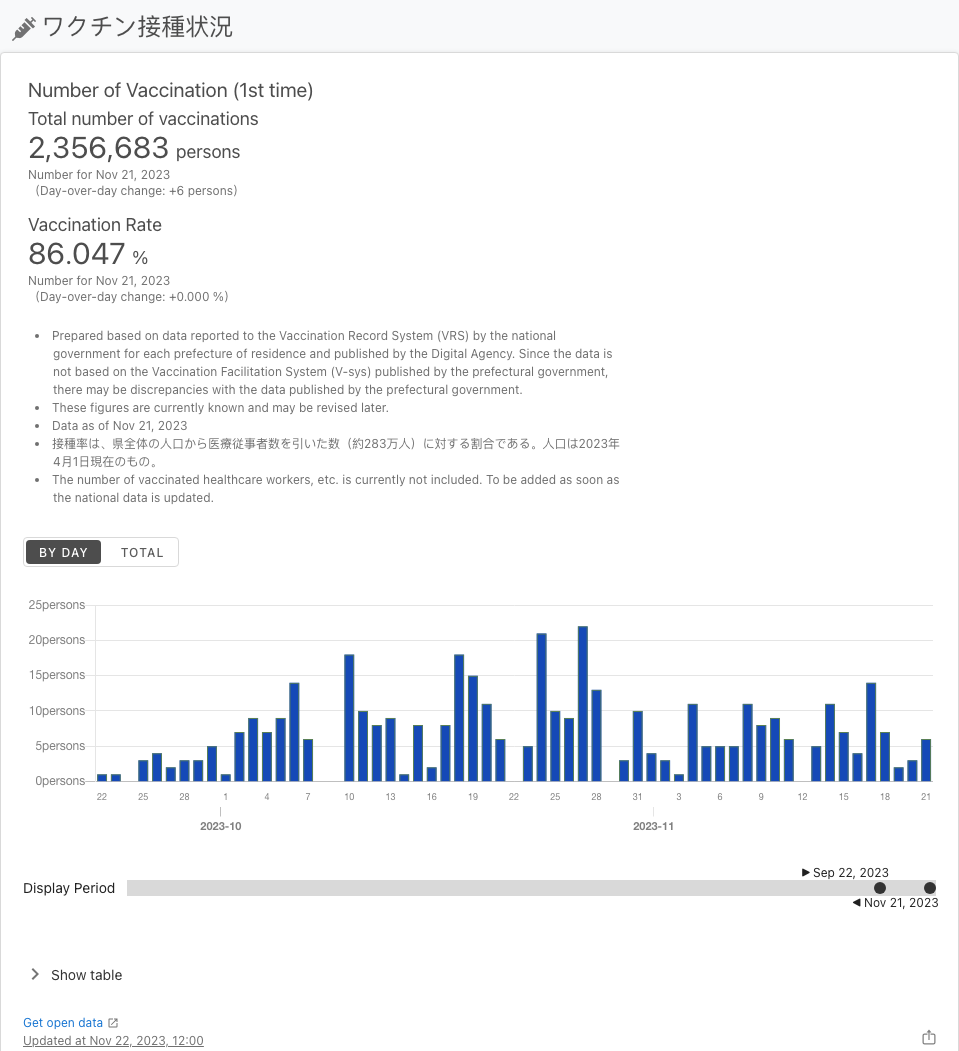 ワクチン接種状況
Number of Vaccination (1st time)
Total number of vaccinations
2,356,683 persons
Number for Nov 21, 2023
(Day-over-day change: +6 persons)
Vaccination Rate
86.047 %
Number for Nov 21, 2023
(Day-over-day change: +0.000 %)
• Prepared based on data reported to the Vaccination Record System (VRS) by the national
government for each prefecture of residence and published by the Digital Agency. Since the data is
not based on the Vaccination Facilitation System (V-sys) published by the prefectural government,
there may be discrepancies with the data published by the prefectural government.
• These figures are currently known and may be revised later.
• Data as of Nov 21, 2023
• 接種率は、県全体の人口から医療従事者数を引いた数（約283万人）に対する割合である。人口は2023年
4月1日現在のもの。
• The number of vaccinated healthcare workers, etc. is currently not included. To be added as soon as
the national data is updated.
BY DAY TOTAL
25persons
20persons
15persons
10persons
5persons
0persons
22 25 28 1 4 7 10 13 16 19 22 25 28 31 3 6 9 12 15 18 21
2023-10 2023-11
Sep 22, 2023
Display Period
Nov 21, 2023
Show table
Get open data
Updated at Nov 22, 2023, 12:00